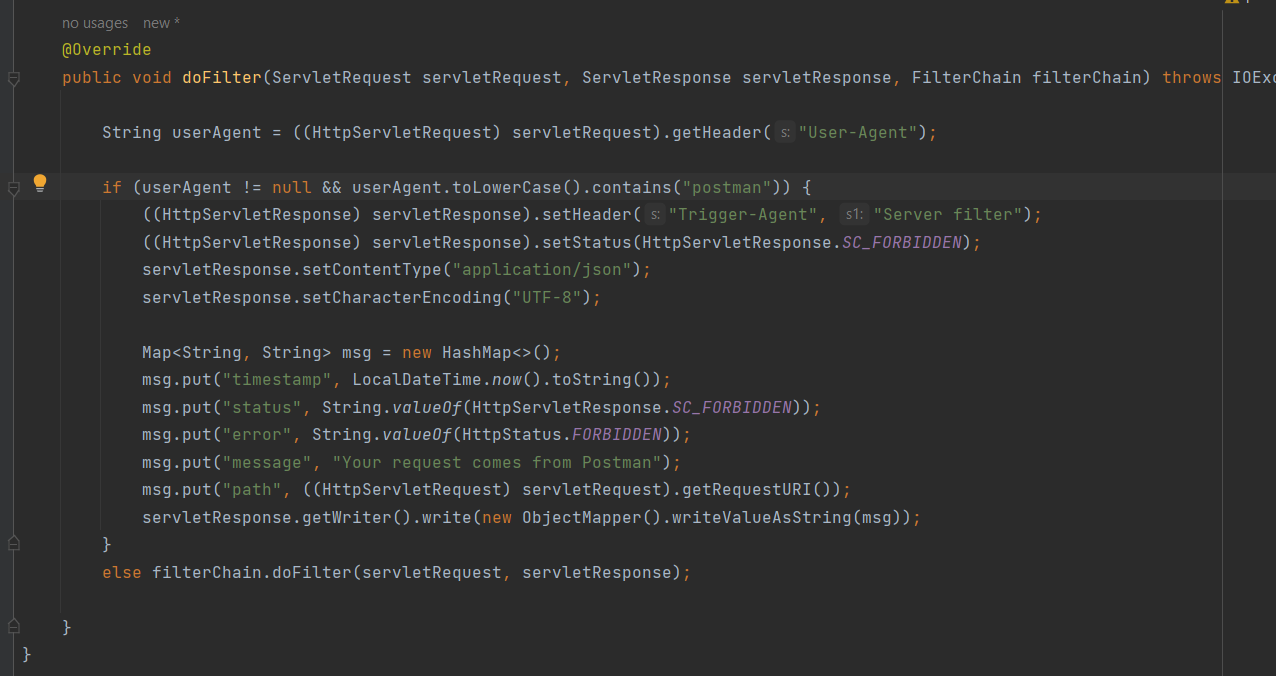 no usages new *
@Override
public void doFilter(ServletRequest servletRequest, ServletResponse servletResponse, FilterChain filterChain) throws
String userAgent = ((HttpServletRequest) servletRequest).getHeader( s: "User-Agent");
if (userAgent != null && userAgent.toLowerCase().contains("postman")) {
((HttpServletResponse) servletResponse).setHeader( s: "Trigger-Agent", s1: "Server filter");
((HttpServletResponse) servletResponse).setStatus(HttpServletResponse.SC_FORBIDDEN);
servletResponse.setContentType("application/json");
servletResponse.setCharacterEncoding("UTF-8");
Map<String, String> msg = new HashMap<>();
msg.put("timestamp", LocalDateTime.now().toString());
msg.put("status", String.valueOf(HttpServletResponse.SC_FORBIDDEN));
msg.put("error", String.valueOf(HttpStatus.FORBIDDEN));
msg.put("message", "Your request comes from Postman");
msg.put("path", ((HttpServletRequest) servletRequest).getRequestURI());
servletResponse.getWriter().write(new ObjectMapper().writeValueAsString(msg));
}
else filterChain.doFilter(servletRequest, servletResponse);
}
}